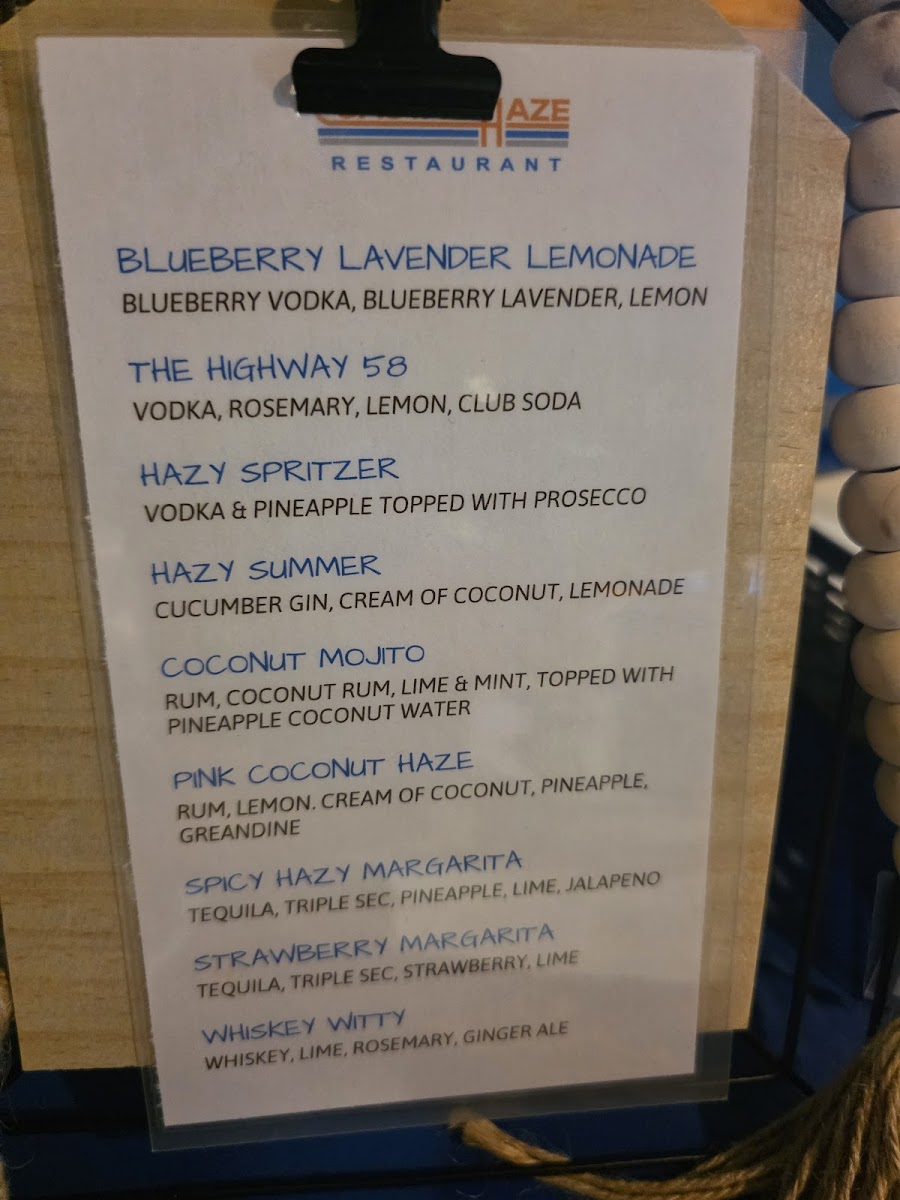 HAZE
RESTAURANT
BLUEBERRY LAVENDER LEMONADE
BLUEBERRY VODKA, BLUEBERRY LAVENDER, LEMON
THE HIGHWAY 58
VODKA, ROSEMARY, LEMON, CLUB SODA
HAZY SPRITZER
VODKA & PINEAPPLE TOPPED WITH PROSECCO
HAZY SUMMER
CUCUMBER GIN, CREAM OF COCONUT, LEMONADE
COCONUT MOJITO
RUM, COCONUT RUM, LIME & MINT, TOPPED WITH
PINEAPPLE COCONUT WATER
PINK COCONUT HAZE
RUM, LEMON. CREAM OF COCONUT, PINEAPPLE,
GREANDINE
SPICY HAZY MARGARITA
TEQUILA, TRIPLE SEC, PINEAPPLE, LIME, JALAPENO
STRAWBERRY MARGARITA
TEQUILA, TRIPLE SEC, STRAWBERRY, LIME
WHISKEY WITTY
WHISKEY, LIME, ROSEMARY, GINGER ALE